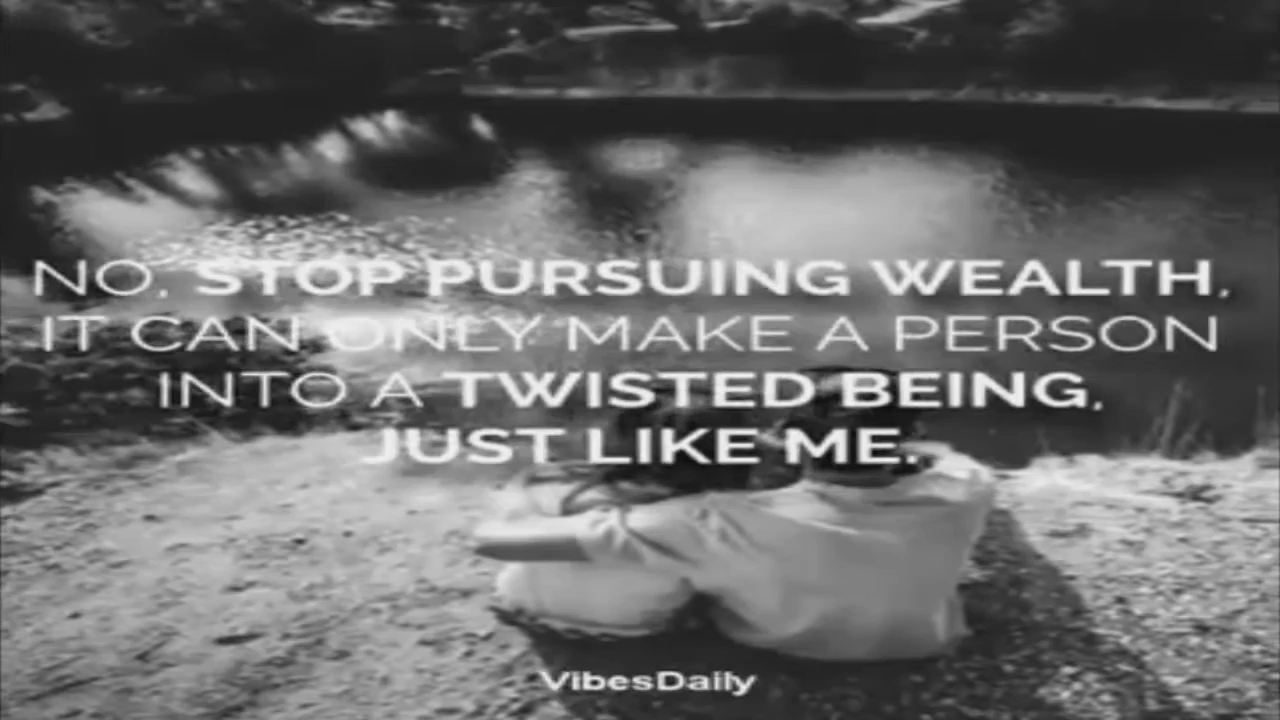 NO, STOP PURSUING WEALTH.
IT CAN ONLY MAKE A PERSON
INTO A TWISTED BEING,
JUST LIKE ME.
VibesDaily